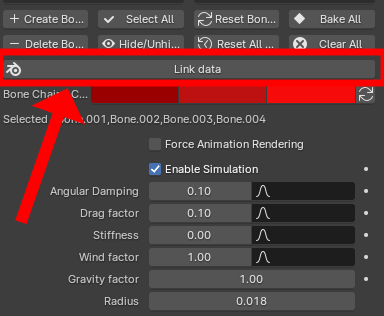 Create Bo... Select All Reset Bon... Bake All
Delete Bo... Hide/Unhi... Reset All ... Clear All
Link data
Bone Chain C...
Selected Bone.001,Bone.002,Bone.003,Bone.004
Force Animation Rendering
Enable Simulation
Angular Damping 0.10
Drag factor 0.10
Stiffness 0.00
Wind factor 1.00
Gravity factor 1.00
Radius 0.018